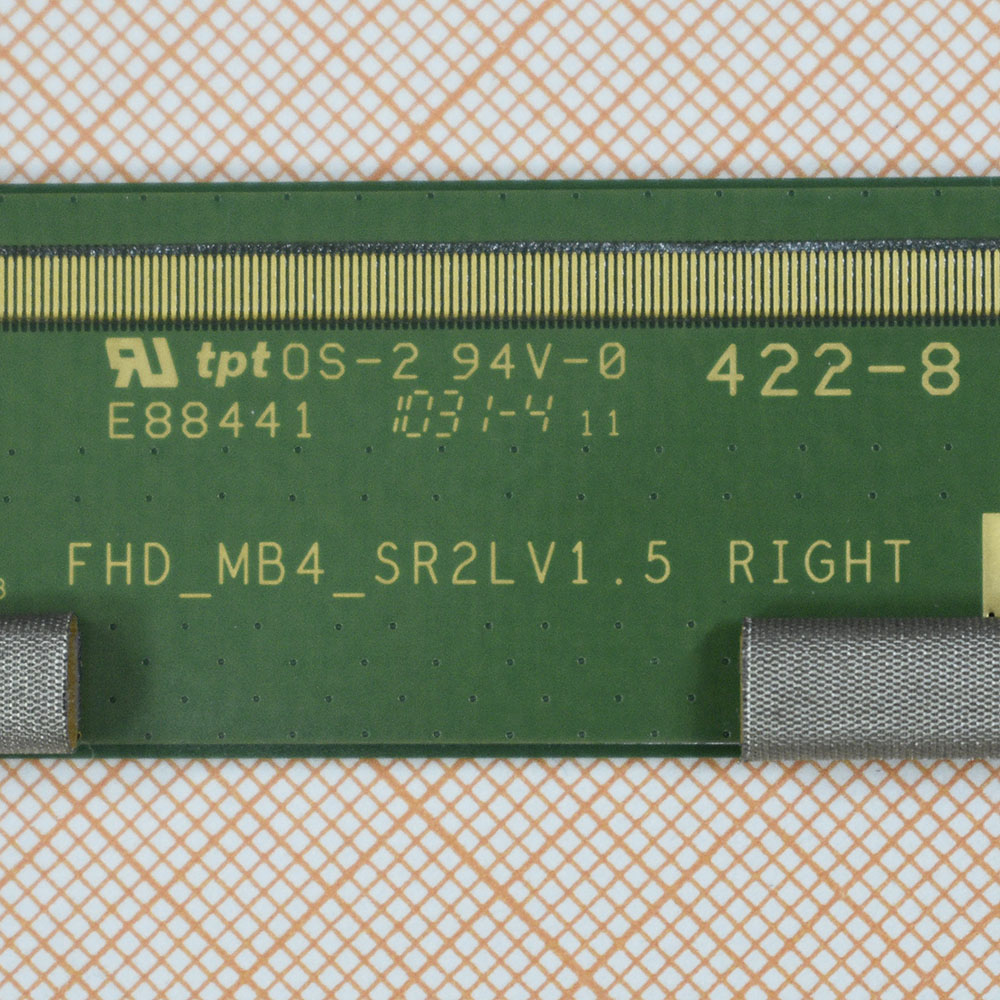 tpt OS-2 94V-0 422-8
E88441 1031-4 11
FHD_MB4_SR2LV1.5 RIGHT